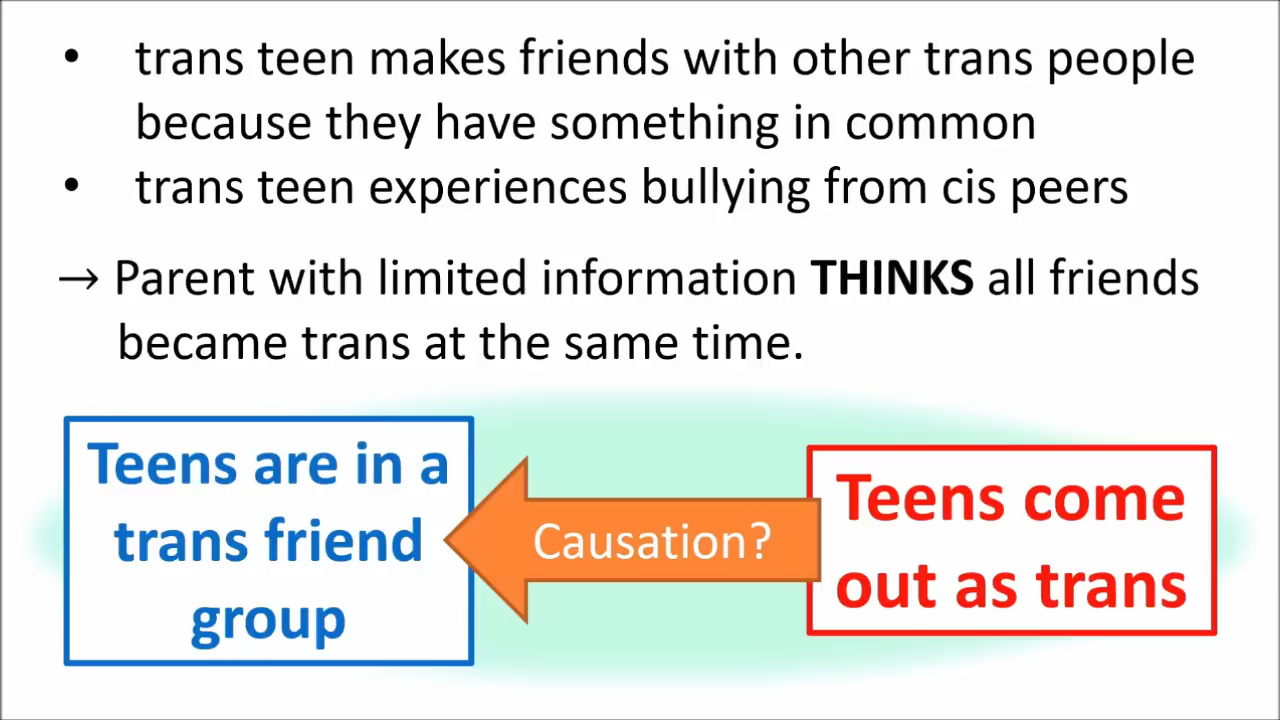 • trans teen makes friends with other trans people
because they have something in common
• trans teen experiences bullying from cis peers
→ Parent with limited information THINKS all friends
became trans at the same time.
Teens are in a
trans friend
group
Causation?
Teens come
out as trans